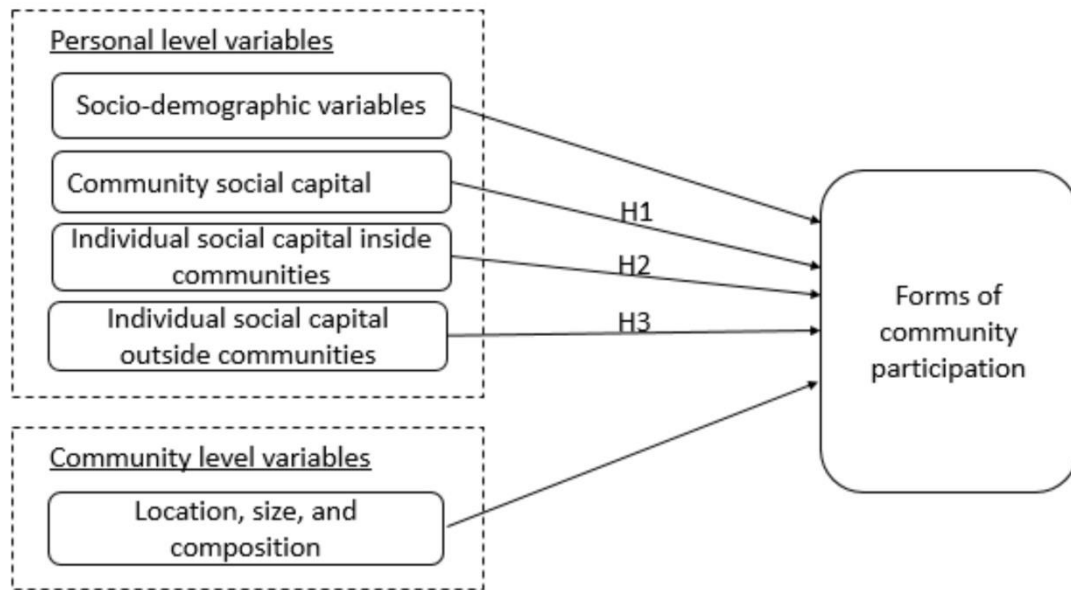 Personal level variables
Socio-demographic variables
Community social capital
Individual social capital inside
communities
Individual social capital
outside communities
H1
H2
H3
Forms of
community
participation
Community level variables
Location, size, and
composition